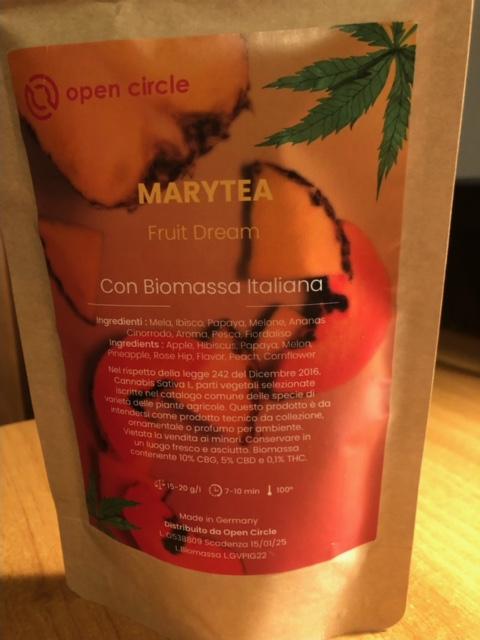 open circle
MARYTEA
Fruit Dream
Con Biomassa Italiana
Ingredienti : Mela, Ibisco, Papaya, Melone, Ananas
Cinorrodo, Aroma, Pesca, Fiordaliso
Ingredients : Apple, Hibiscus, Papaya, Melon,
Pineapple, Rose Hip, Flavor, Peach, Cornflower
Nel rispetto della legge 242 del Dicembre 2016.
Cannabis Sativa L, parti vegetali selezionate
iscritte nel catalogo comune delle specie di
varietà delle piante agricole. Questo prodotto è da
intendersi come prodotto tecnico da collezione,
ornamentale o profumo per ambiente.
Vietata la vendita ai minori. Conservare in
un luogo fresco e asciutto. Biomassa
contenente 10% CBG, 5% CBD e 0,1% THC.
15-20 g/l 7-10 min 100°
Made in Germany
Distribuito da Open Circle
L.G538809 Scadenza 15/01/25
L.Biomassa L.GVPIG22